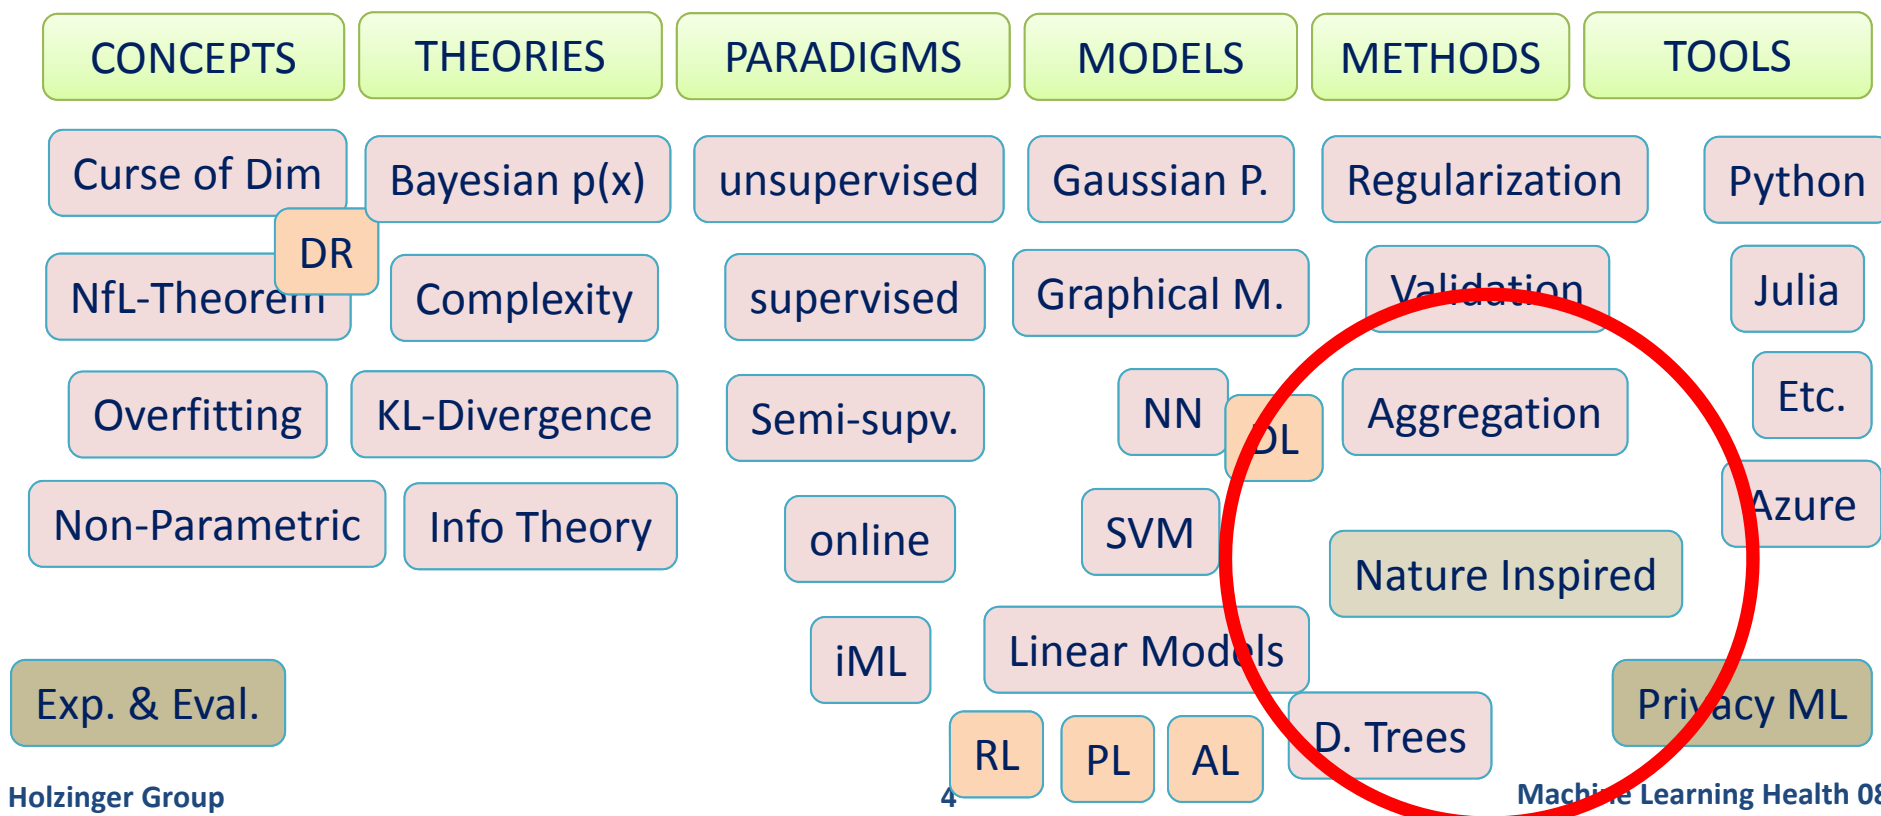 CONCEPTS
THEORIES
PARADIGMS
MODELS
METHODS
TOOLS
Curse of Dim
Bayesian p(x)
unsupervised
Gaussian P.
Regularization
Python
DR
NfL-Theorem
Complexity
supervised
Graphical M.
Validation
Julia
Overfitting
KL-Divergence
Semi-supv.
NN
DL
Aggregation
Etc.
Non-Parametric
Info Theory
online
SVM
Nature Inspired
Azure
iML
Linear Models
Exp. & Eval.
RL
PL
AL
D. Trees
Privacy ML
Holzinger Group
4
Machine Learning Health 08